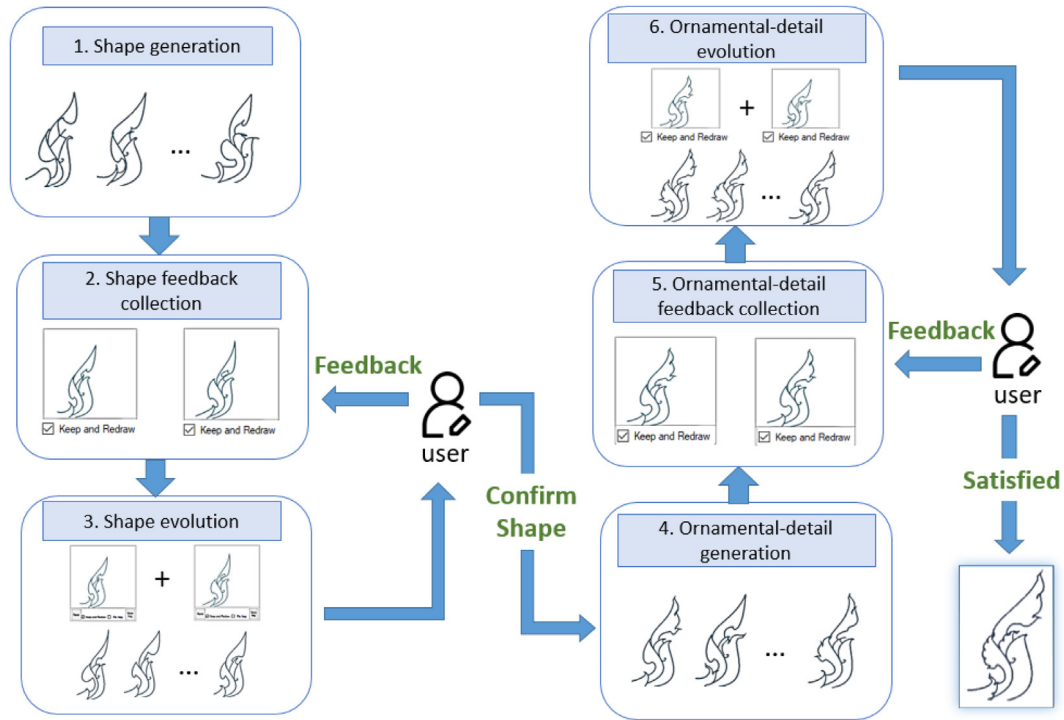 1. Shape generation
...
2. Shape feedback
collection
Keep and Redraw
Keep and Redraw
Feedback
user
3. Shape evolution
+
...
Confirm
Shape
4. Ornamental-detail
generation
...
5. Ornamental-detail
feedback collection
Keep and Redraw
Keep and Redraw
6. Ornamental-detail
evolution
+
Keep and Redraw
Keep and Redraw
...
Feedback
user
Satisfied